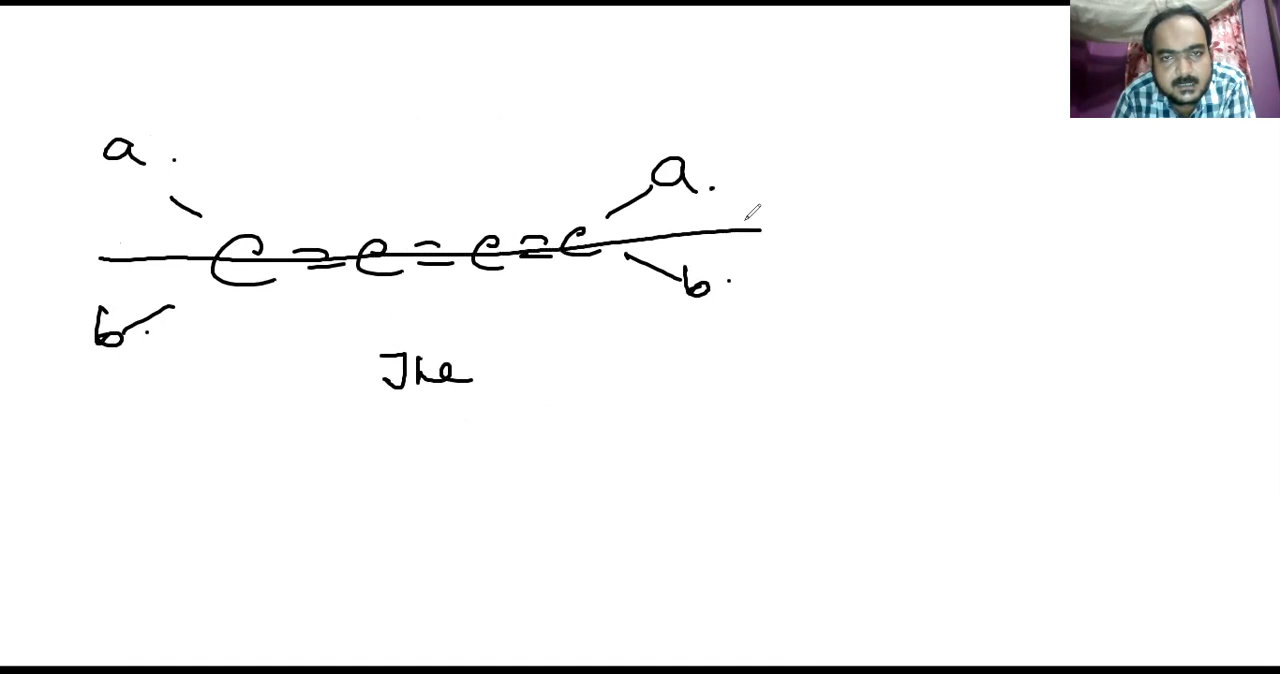 a. a.
C = C = C = C
b. b.
The